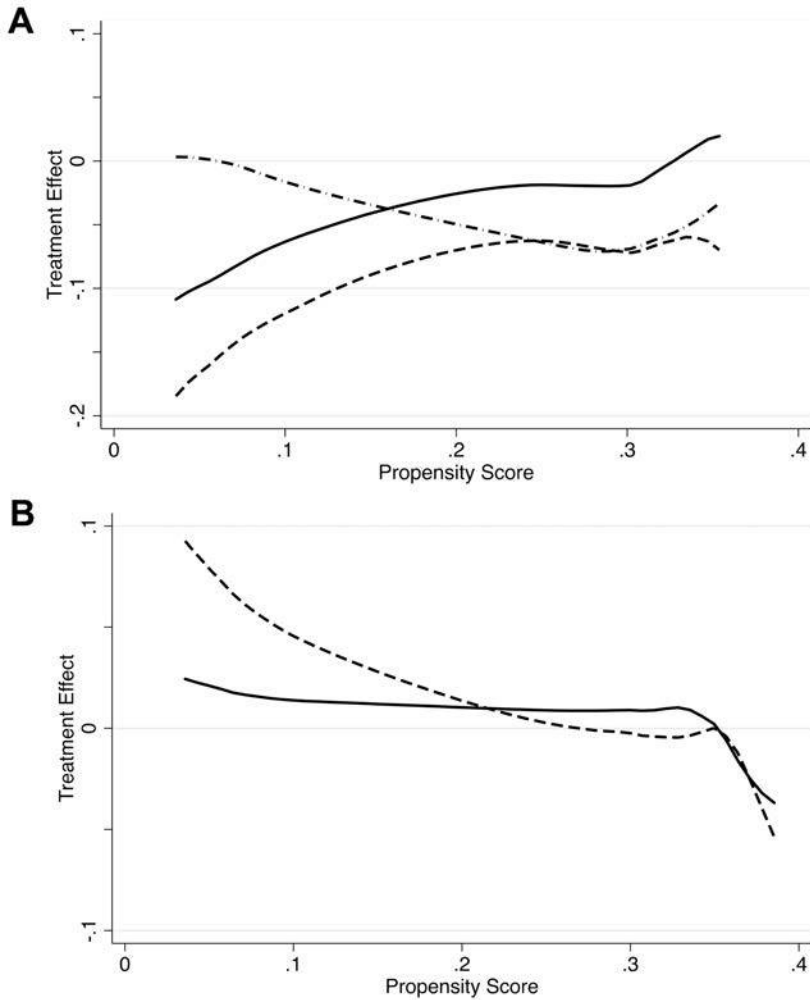 A
.1
0
-.1
-.2
Treatment Effect
0 .1 .2 .3 .4
Propensity Score
B
.1
0
-.1
Treatment Effect
0 .1 .2 .3 .4
Propensity Score